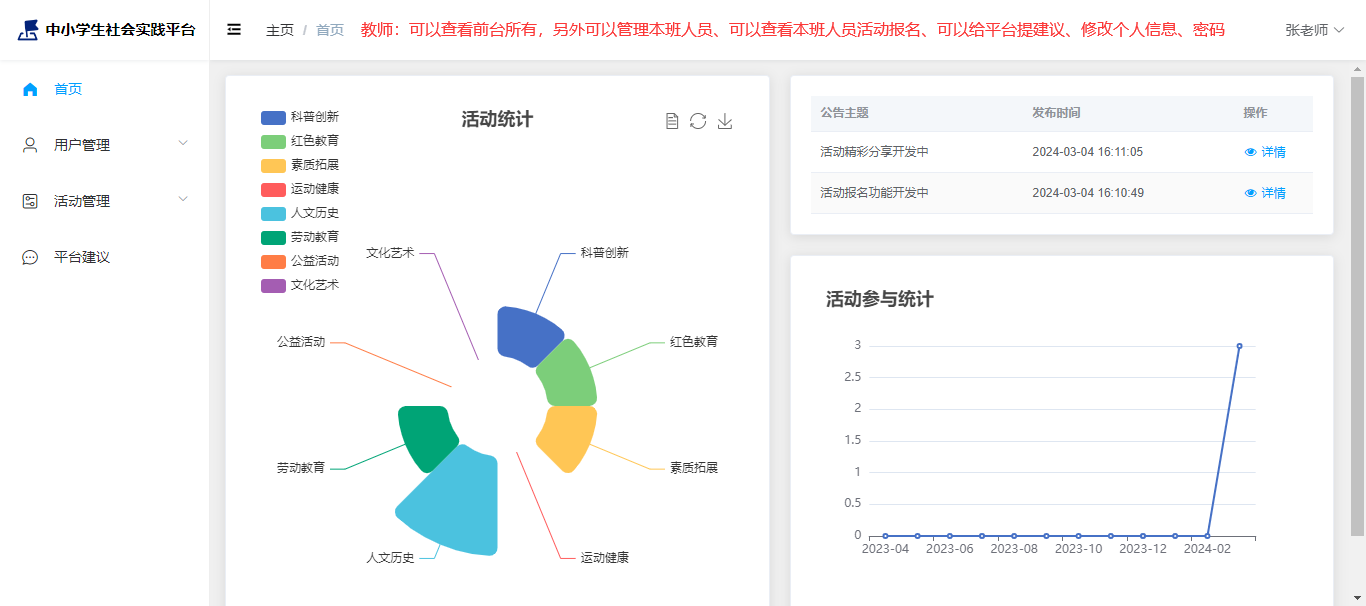 中小学生社会实践平台
主页 / 首页 教师：可以查看前台所有，另外可以管理本班人员、可以查看本班人员活动报名、可以给平台提建议、修改个人信息、密码
张老师
首页
用户管理
活动管理
平台建议
活动统计
科普创新
红色教育
素质拓展
运动健康
人文历史
劳动教育
公益活动
文化艺术
文化艺术
科普创新
公益活动
红色教育
劳动教育
素质拓展
人文历史
运动健康
公告主题 发布时间 操作
活动精彩分享开发中 2024-03-04 16:11:05 详情
活动报名功能开发中 2024-03-04 16:10:49 详情
活动参与统计
3
2.5
2
1.5
1
0.5
0
2023-04 2023-06 2023-08 2023-10 2023-12 2024-02